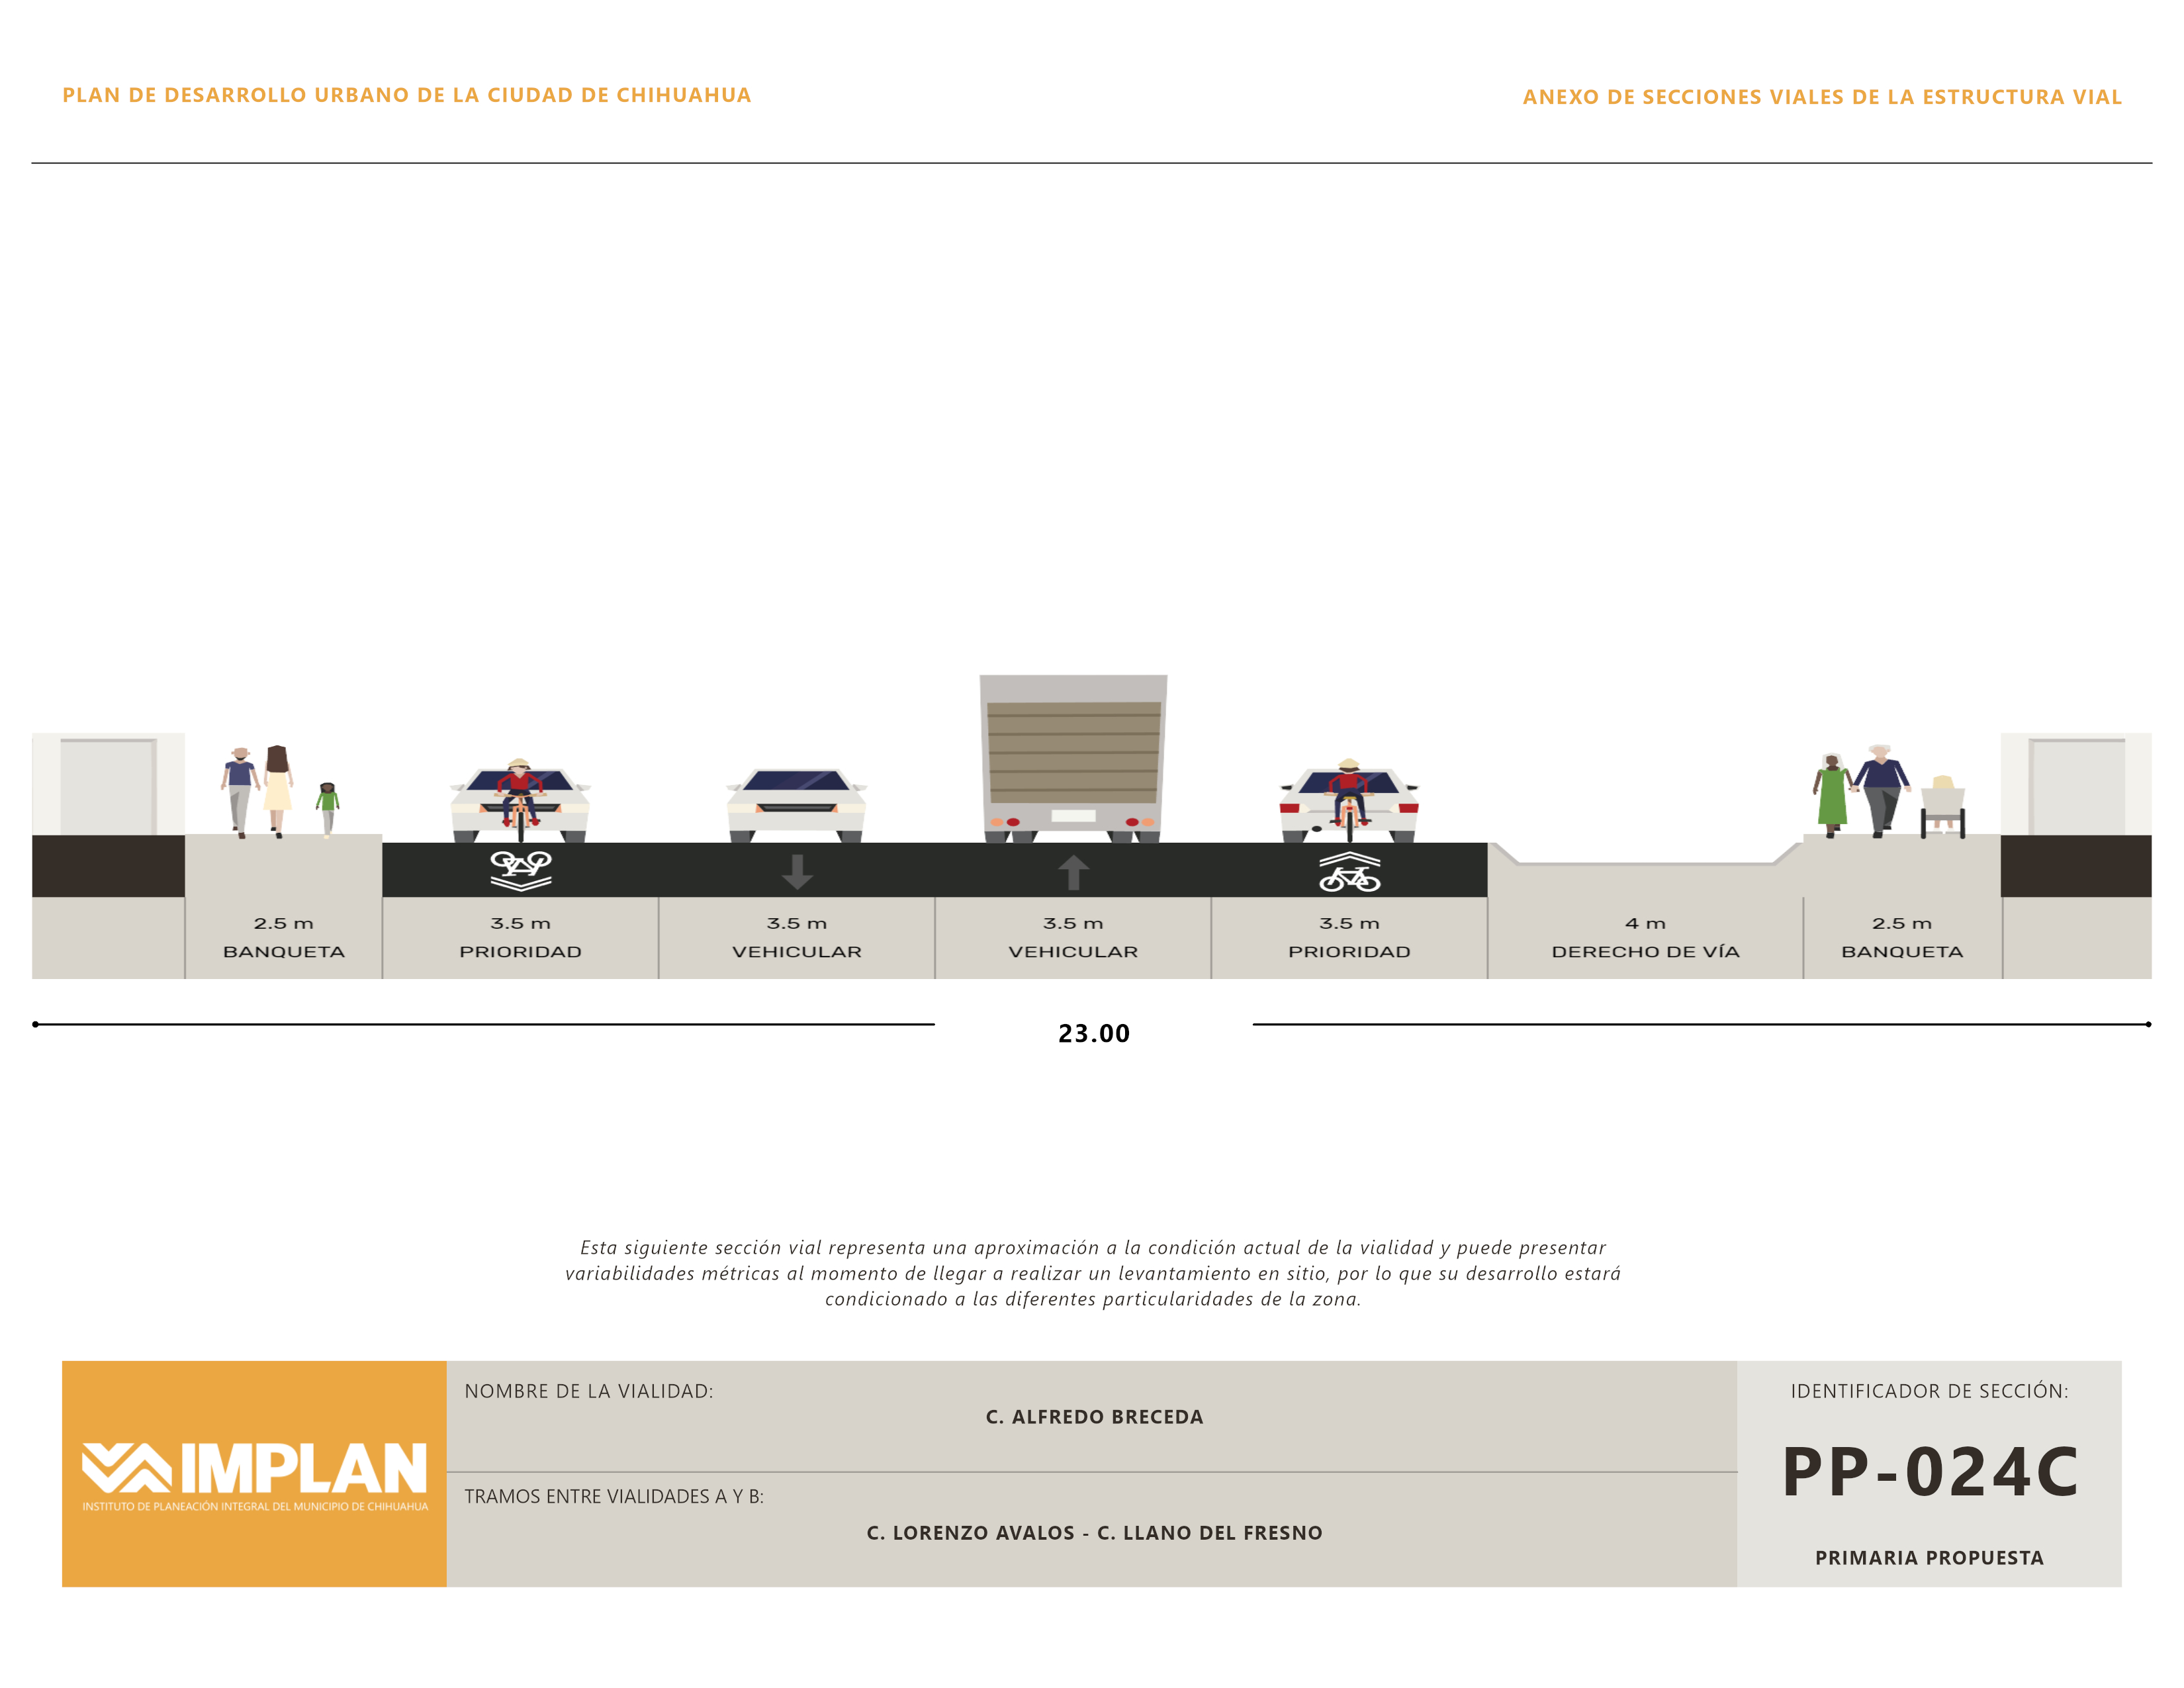 PLAN DE DESARROLLO URBANO DE LA CIUDAD DE CHIHUAHUA
ANEXO DE SECCIONES VIALES DE LA ESTRUCTURA VIAL
2.5 m
BANQUETA
3.5 m
PRIORIDAD
3.5 m
VEHICULAR
3.5 m
VEHICULAR
3.5 m
PRIORIDAD
4 m
DERECHO DE VÍA
2.5 m
BANQUETA
23.00
Esta siguiente sección vial representa una aproximación a la condición actual de la vialidad y puede presentar
variabilidades métricas al momento de llegar a realizar un levantamiento en sitio, por lo que su desarrollo estará
condicionado a las diferentes particularidades de la zona.
IMPLAN
INSTITUTO DE PLANEACIÓN INTEGRAL DEL MUNICIPIO DE CHIHUAHUA
NOMBRE DE LA VIALIDAD:
C. ALFREDO BRECEDA
TRAMOS ENTRE VIALIDADES A Y B:
C. LORENZO AVALOS - C. LLANO DEL FRESNO
IDENTIFICADOR DE SECCIÓN:
PP-024C
PRIMARIA PROPUESTA